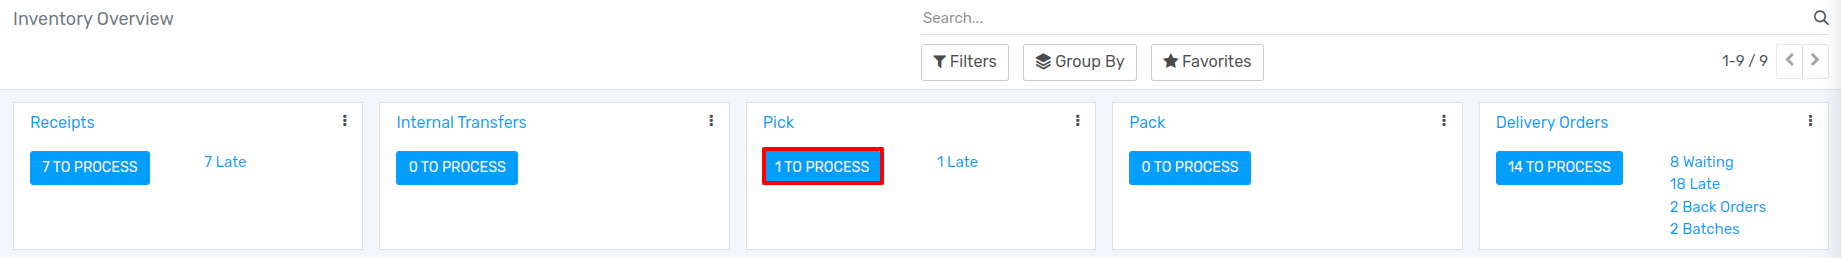 Inventory Overview
Search...
Filters
Group By
Favorites
1-9 / 9
Receipts
7 TO PROCESS
7 Late
Internal Transfers
0 TO PROCESS
Pick
1 TO PROCESS
1 Late
Pack
0 TO PROCESS
Delivery Orders
14 TO PROCESS
8 Waiting
18 Late
2 Back Orders
2 Batches